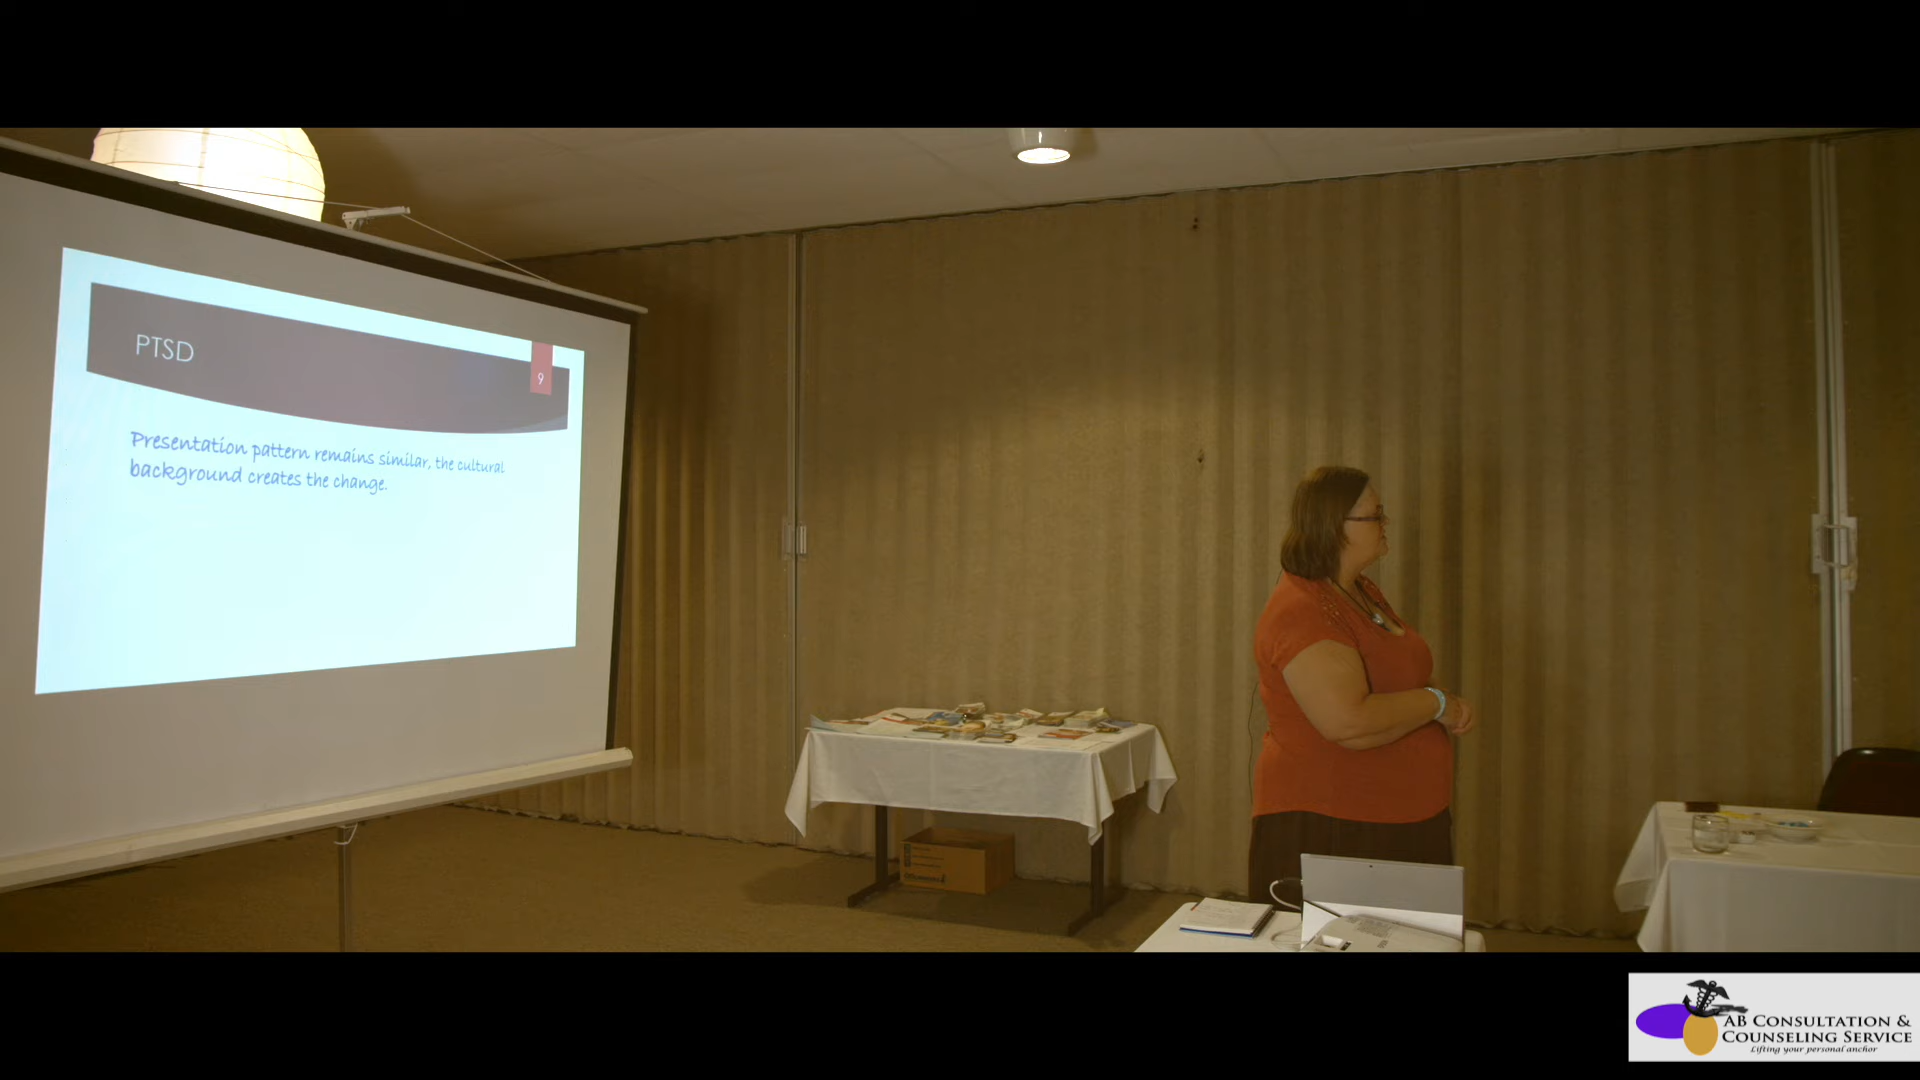 PTSD
9
Presentation pattern remains similar, the cultural
background creates the change.
AB Consultation &
Counseling Service
Lifting your personal anchor